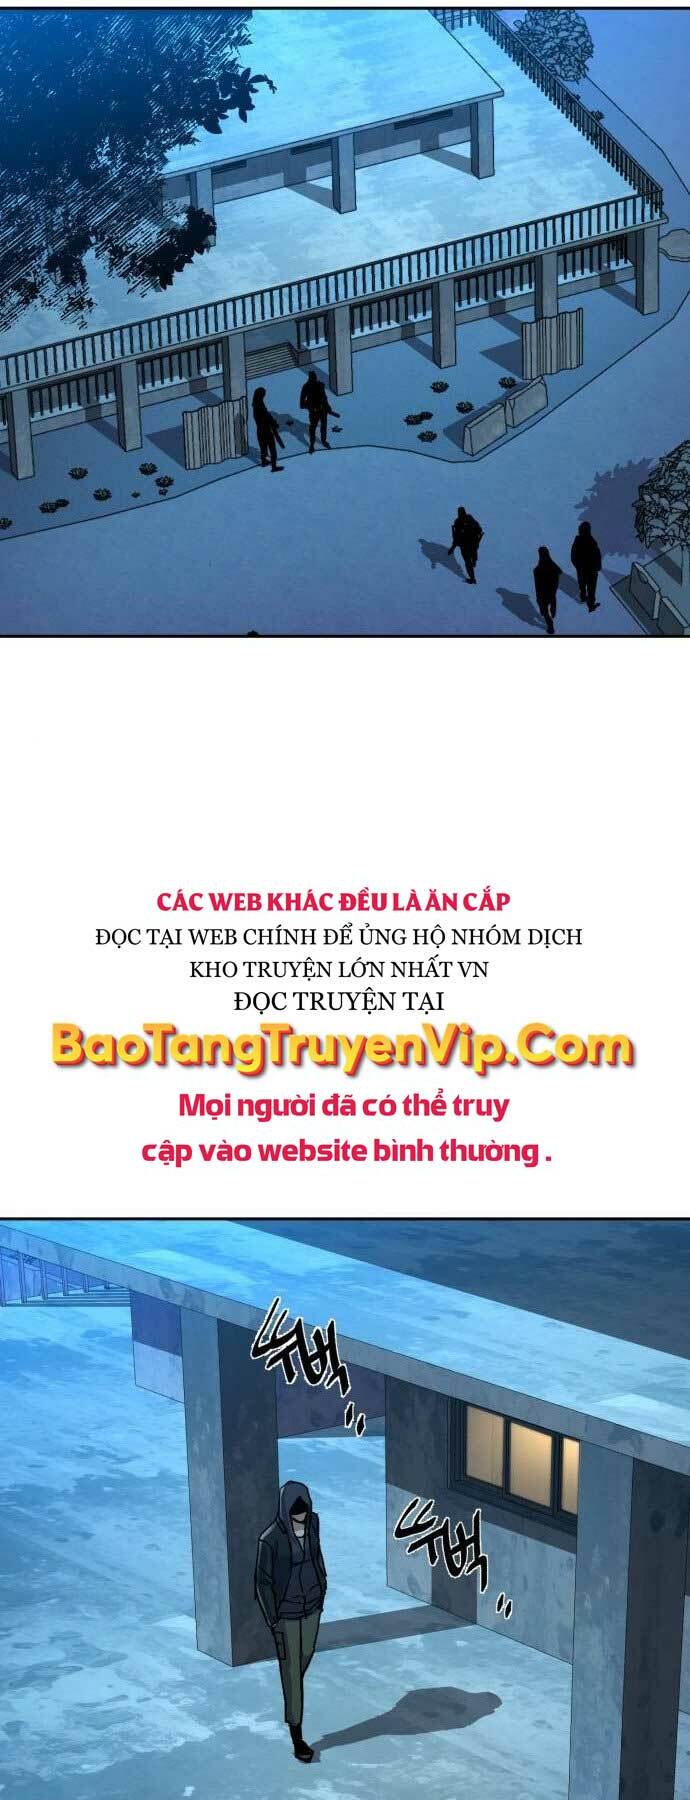 CÁC WEB KHÁC ĐỀU LÀ ĂN CẮP
ĐỌC TẠI WEB CHÍNH ĐỂ ỦNG HỘ NHÓM DỊCH
KHO TRUYỆN LỚN NHẤT VN
ĐỌC TRUYỆN TẠI
BaoTangTruyenVip.Com
Mọi người đã có thể truy
cập vào website bình thường.
뚜벅
뚜벅